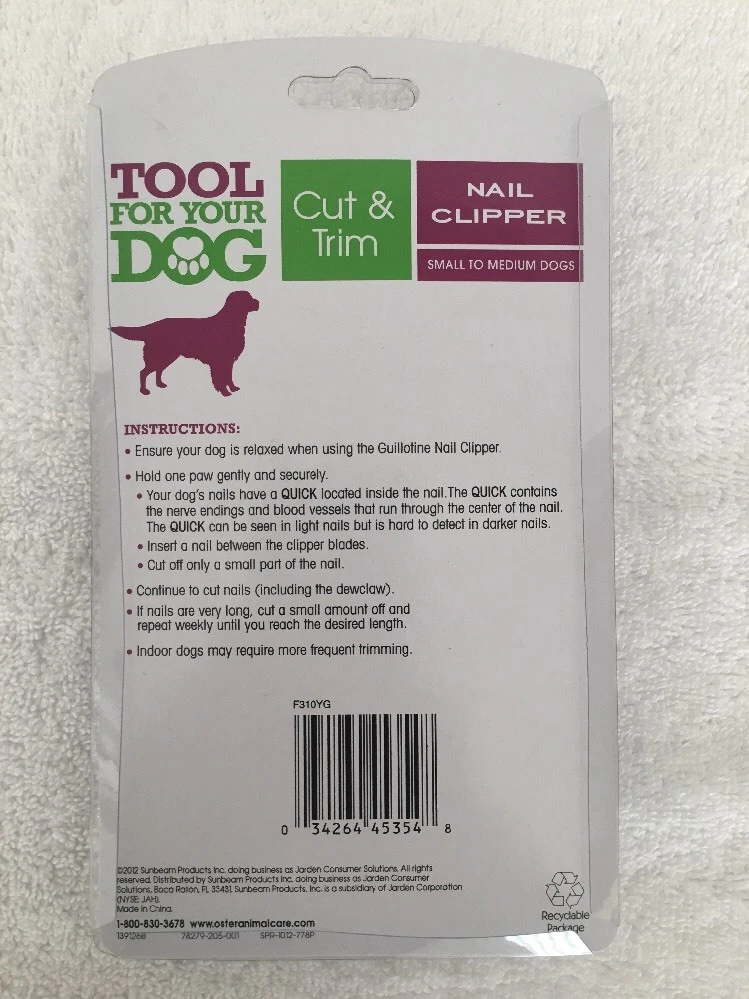 TOOL
FOR YOUR
DOG
Cut &
Trim
NAIL
CLIPPER
SMALL TO MEDIUM DOGS
INSTRUCTIONS:
• Ensure your dog is relaxed when using the Guillotine Nail Clipper.
• Hold one paw gently and securely.
• Your dog's nails have a QUICK located inside the nail.The QUICK contains
the nerve endings and blood vessels that run through the center of the nail.
The QUICK can be seen in light nails but is hard to detect in darker nails.
• Insert a nail between the clipper blades.
• Cut off only a small part of the nail.
• Continue to cut nails (including the dewclaw).
• If nails are very long, cut a small amount off and
repeat weekly until you reach the desired length.
• Indoor dogs may require more frequent trimming.
F310YG
0 34264 45354 8
©2012 Sunbeam Products Inc. doing business as Jarden Consumer Solutions. All rights
reserved. Distributed by Sunbeam Products Inc. doing business as Jarden Consumer
Solutions, Boca Raton, FL 33431. Sunbeam Products, Inc. is a subsidiary of Jarden Corporation
(NYSE: JAH).
Made in China.
1-800-830-3678 www.osteranimalcare.com
139126B 78279-205-001 SPR-1012-778P
Recyclable
Package